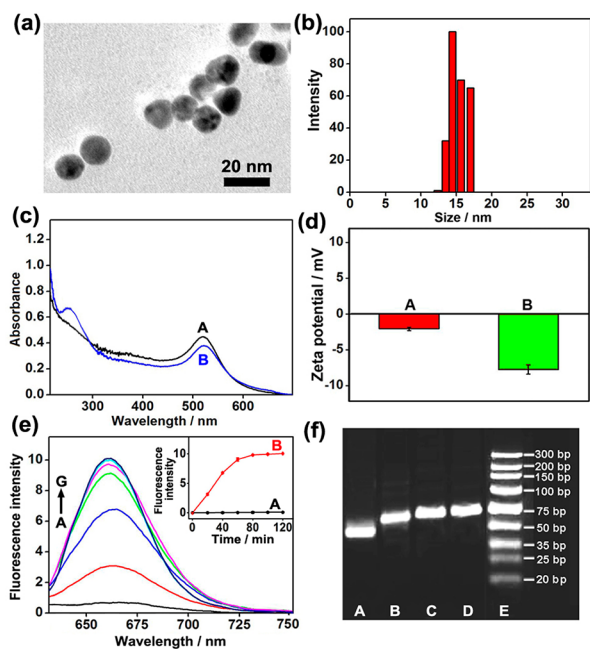 (a)
20 nm
(b)
Intensity
100
80
60
40
20
0
0 10 20 30
Size / nm
(c)
Absorbance
1.2
1.0
0.8
0.6
0.4
0.2
0.0
A
B
300 400 500 600
Wavelength / nm
(d)
Zeta potential / mV
10
5
0
-5
-10
A
B
(e)
Fluorescence intensity
10
8
6
4
2
0
G
A
650 675 700 725 750
Wavelength / nm
Fluorescence
intensity
10
5
0
B
A
0 20 40 60 80 100 120
Time / min
(f)
300 bp
200 bp
150 bp
100 bp
75 bp
50 bp
35 bp
25 bp
20 bp
A B C D E